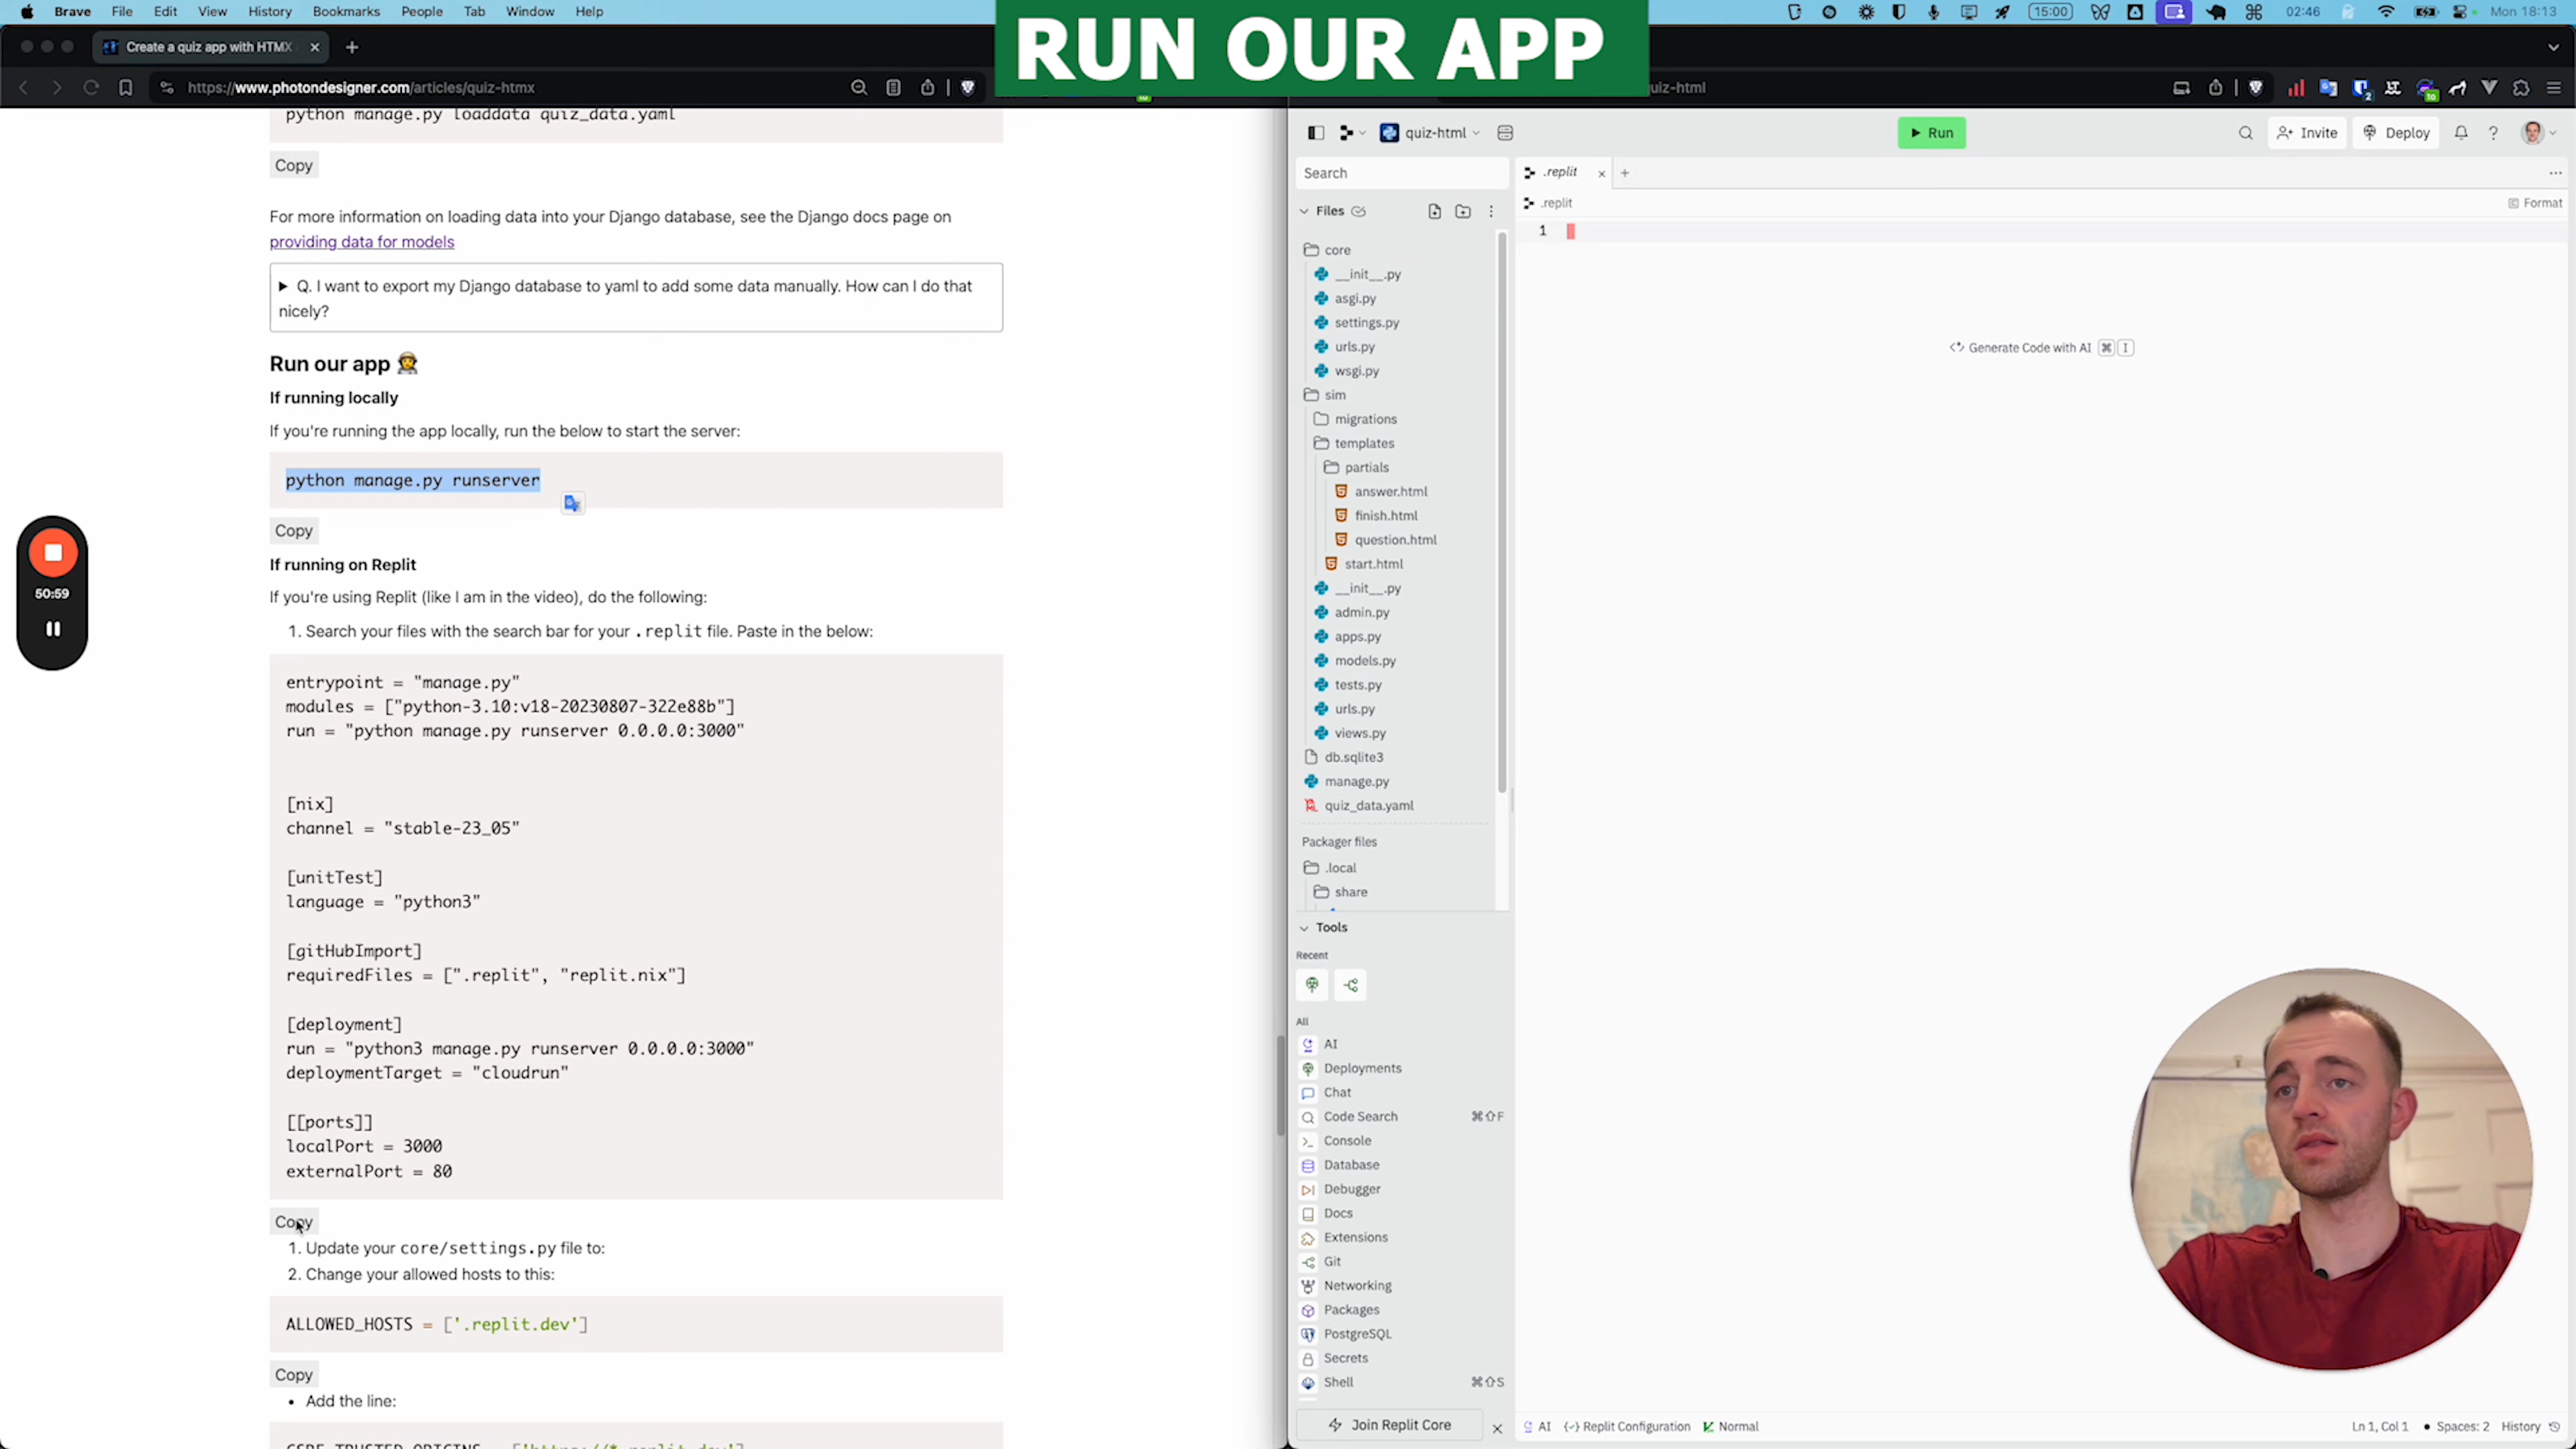 Brave File Edit View History Bookmarks People Tab Window Help
15:00 02:46 Mon 18:13
RUN OUR APP
Create a quiz app with HTMX
https://www.photondesigner.com/articles/quiz-htmx
uiz-html
python manage.py loaddata quiz_data.yaml
Copy
For more information on loading data into your Django database, see the Django docs page on
providing data for models
Q. I want to export my Django database to yaml to add some data manually. How can I do that
nicely?
Run our app
If running locally
If you're running the app locally, run the below to start the server:
python manage.py runserver
Copy
If running on Replit
If you're using Replit (like I am in the video), do the following:
1. Search your files with the search bar for your .replit file. Paste in the below:
entrypoint = "manage.py"
modules = ["python-3.10:v18-20230807-322e88b"]
run = "python manage.py runserver 0.0.0.0:3000"
[nix]
channel = "stable-23_05"
[unitTest]
language = "python3"
[gitHubImport]
requiredFiles = [".replit", "replit.nix"]
[deployment]
run = "python3 manage.py runserver 0.0.0.0:3000"
deploymentTarget = "cloudrun"
[[ports]]
localPort = 3000
externalPort = 80
Copy
1. Update your core/settings.py file to:
2. Change your allowed hosts to this:
ALLOWED_HOSTS = ['.replit.dev']
Copy
• Add the line:
50:59
quiz-html
Run
Invite
Deploy
Search
.replit
.replit
Format
Files
1
Generate Code with AI ⌘ I
core
__init__.py
asgi.py
settings.py
urls.py
wsgi.py
sim
migrations
templates
partials
answer.html
finish.html
question.html
start.html
__init__.py
admin.py
apps.py
models.py
tests.py
urls.py
views.py
db.sqlite3
manage.py
quiz_data.yaml
Packager files
.local
share
Tools
Recent
All
AI
Deployments
Chat
Code Search ⌘⇧F
Console
Database
Debugger
Docs
Extensions
Git
Networking
Packages
PostgreSQL
Secrets
Shell ⌘⇧S
Join Replit Core
AI Replit Configuration Normal
Ln 1, Col 1 • Spaces: 2 History